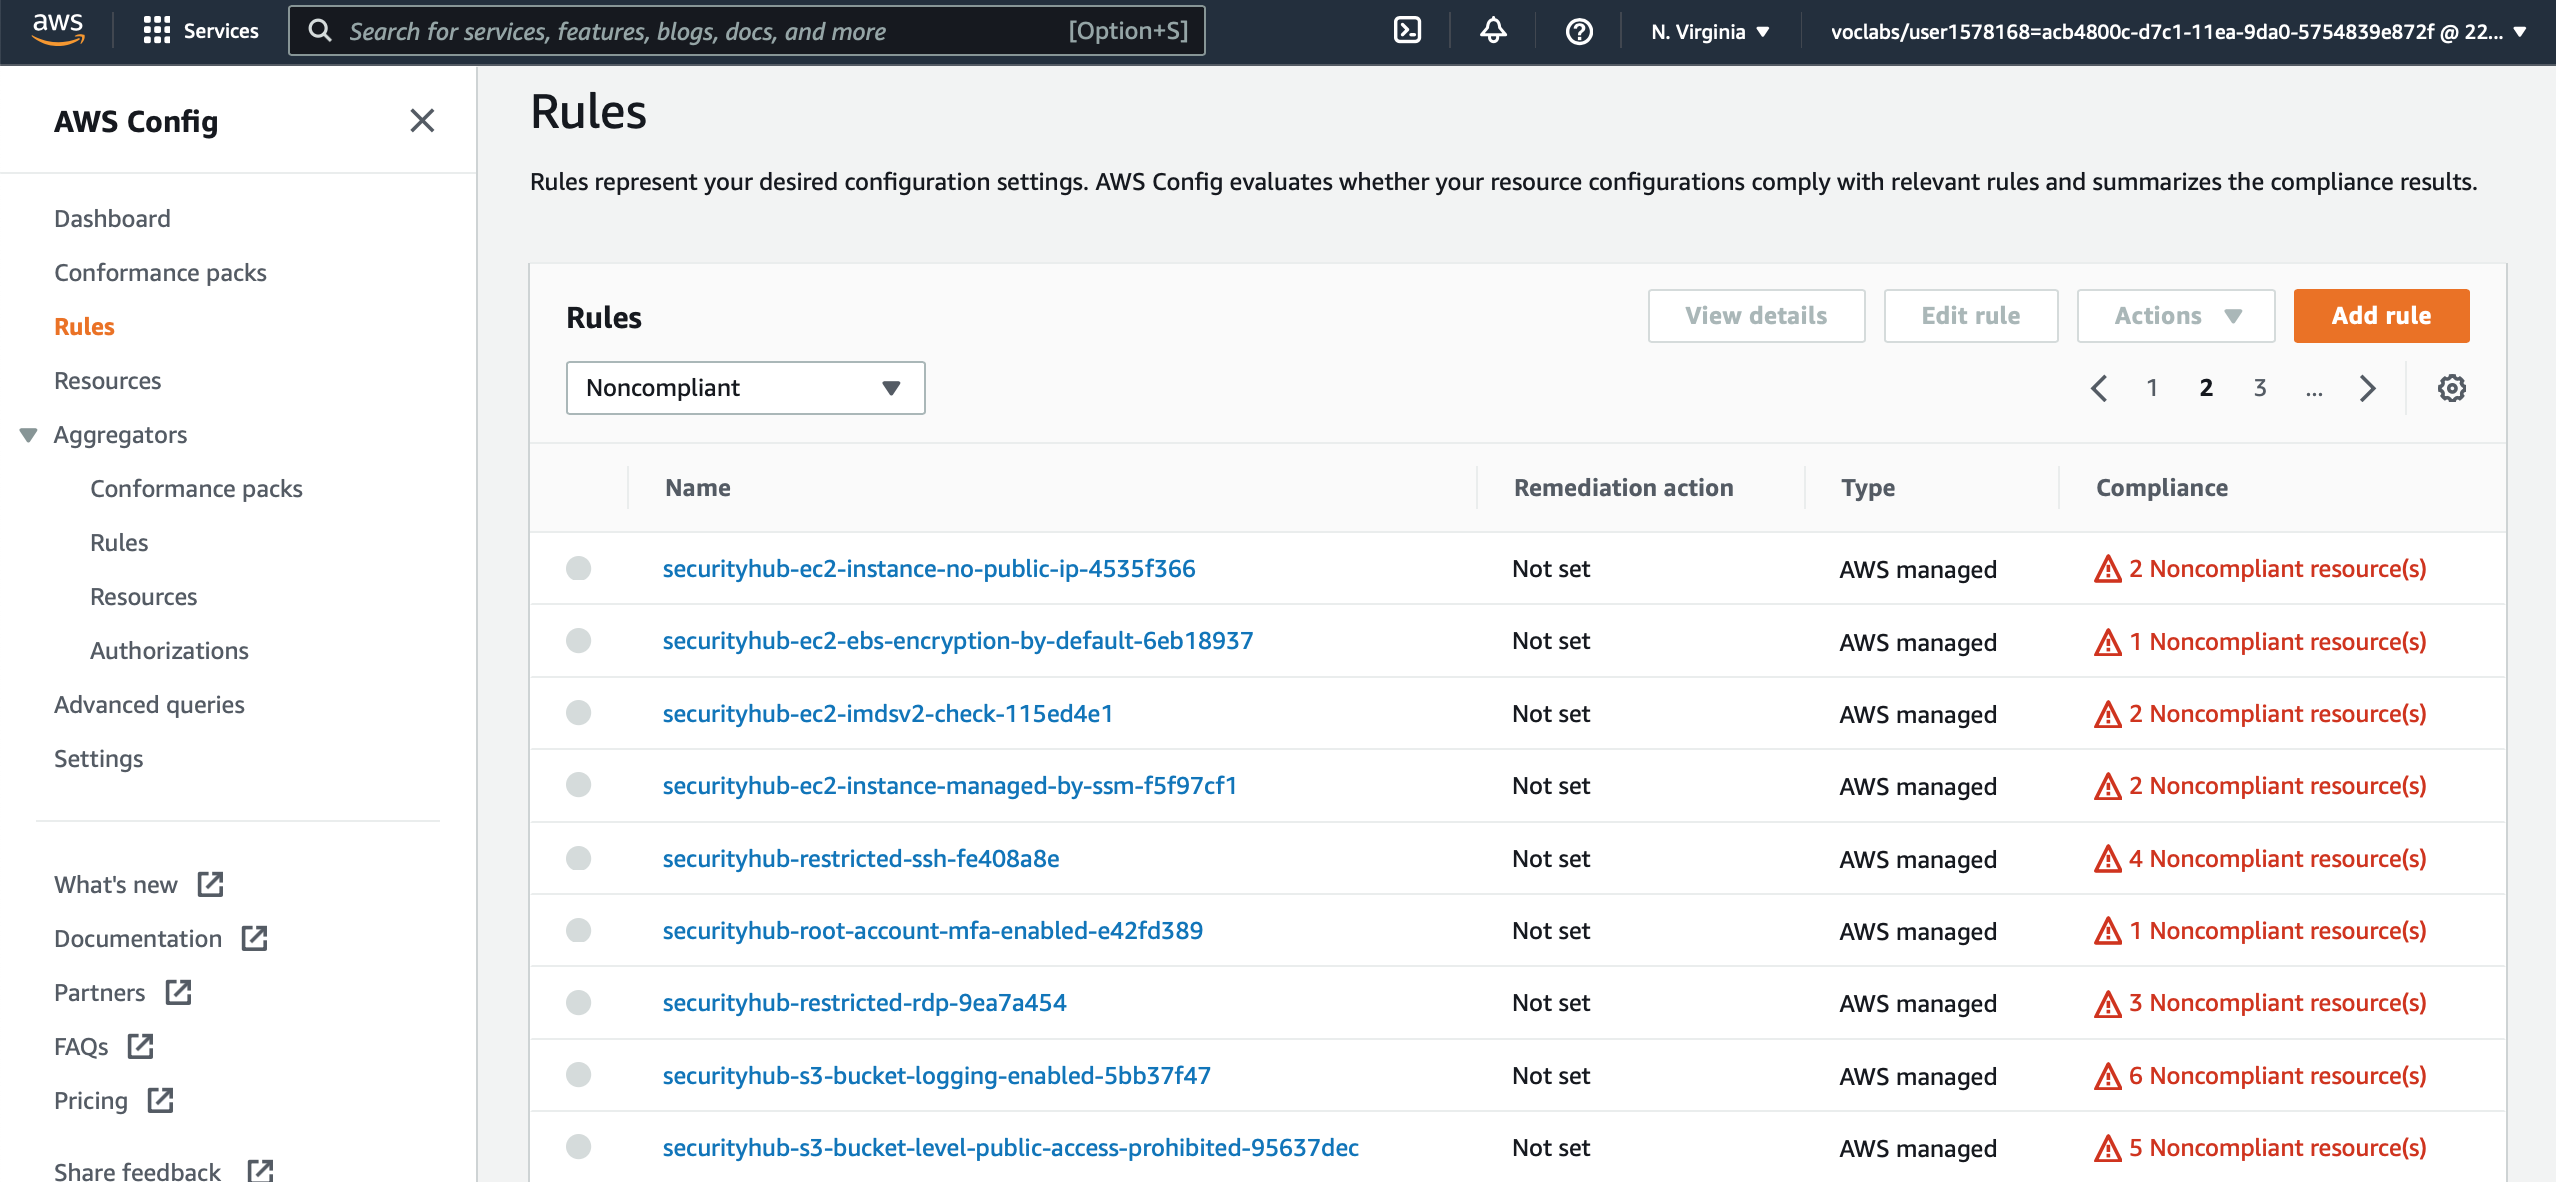 aws
Services
Search for services, features, blogs, docs, and more
[Option+S]
N. Virginia
voclabs/user1578168=acb4800c-d7c1-11ea-9da0-5754839e872f @ 22...
AWS Config
Dashboard
Conformance packs
Rules
Resources
Aggregators
Conformance packs
Rules
Resources
Authorizations
Advanced queries
Settings
What's new
Documentation
Partners
FAQs
Pricing
Share feedback
Rules
Rules represent your desired configuration settings. AWS Config evaluates whether your resource configurations comply with relevant rules and summarizes the compliance results.
Rules
View details Edit rule Actions Add rule
Noncompliant
1 2 3 ...
Name Remediation action Type Compliance
securityhub-ec2-instance-no-public-ip-4535f366 Not set AWS managed 2 Noncompliant resource(s)
securityhub-ec2-ebs-encryption-by-default-6eb18937 Not set AWS managed 1 Noncompliant resource(s)
securityhub-ec2-imdsv2-check-115ed4e1 Not set AWS managed 2 Noncompliant resource(s)
securityhub-ec2-instance-managed-by-ssm-f5f97cf1 Not set AWS managed 2 Noncompliant resource(s)
securityhub-restricted-ssh-fe408a8e Not set AWS managed 4 Noncompliant resource(s)
securityhub-root-account-mfa-enabled-e42fd389 Not set AWS managed 1 Noncompliant resource(s)
securityhub-restricted-rdp-9ea7a454 Not set AWS managed 3 Noncompliant resource(s)
securityhub-s3-bucket-logging-enabled-5bb37f47 Not set AWS managed 6 Noncompliant resource(s)
securityhub-s3-bucket-level-public-access-prohibited-95637dec Not set AWS managed 5 Noncompliant resource(s)